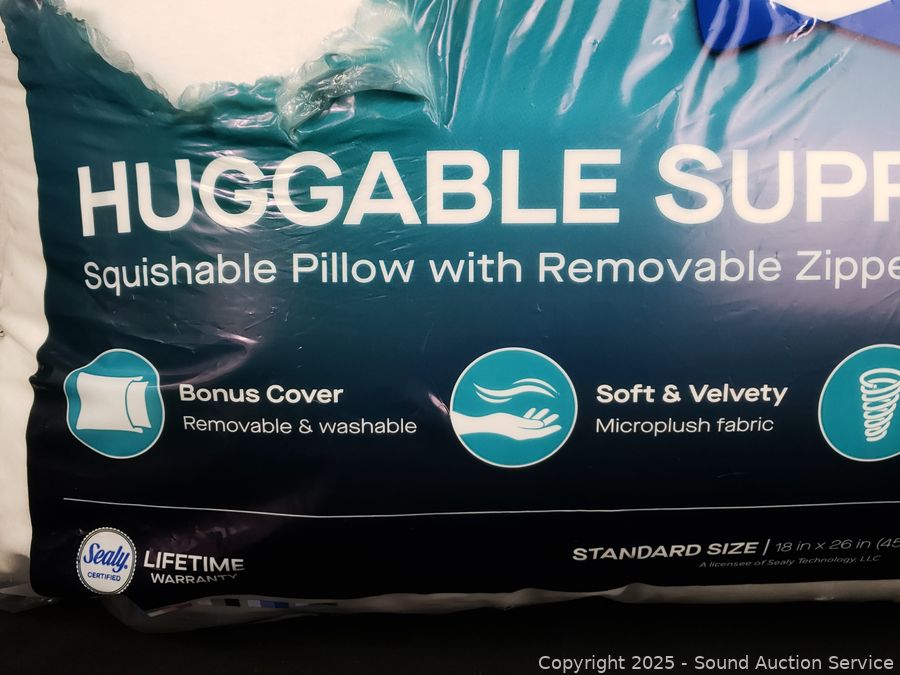 HUGGABLE SUPP
Squishable Pillow with Removable Zippe
Bonus Cover
Removable & washable
Soft & Velvety
Microplush fabric
Sealy
CERTIFIED
LIFETIME
WARRANTY
STANDARD SIZE | 18 in x 26 in (45
A licensee of Sealy Technology, LLC
Copyright 2025 - Sound Auction Service